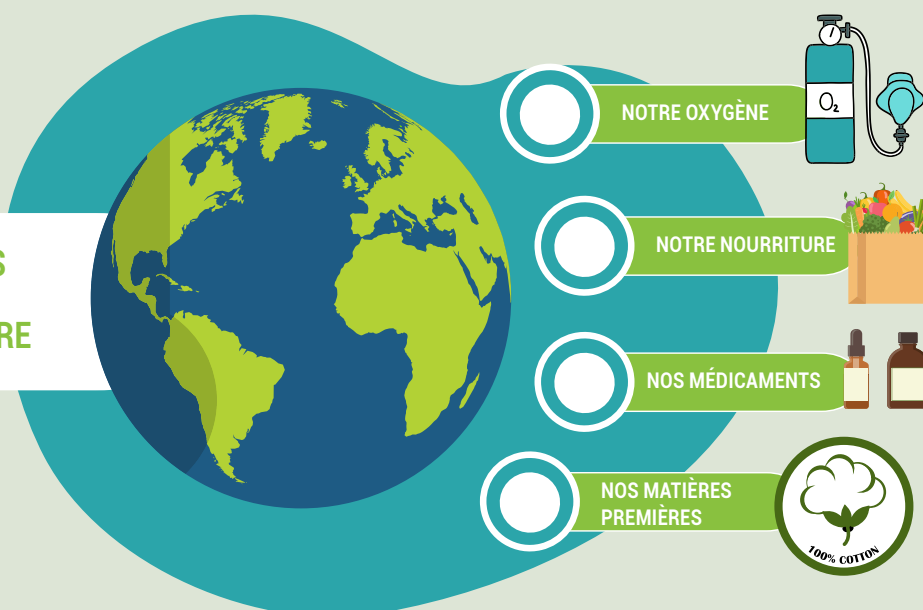 NOTRE OXYGÈNE
O₂
NOTRE NOURRITURE
NOS MÉDICAMENTS
NOS MATIÈRES
PREMIÈRES
100% COTTON